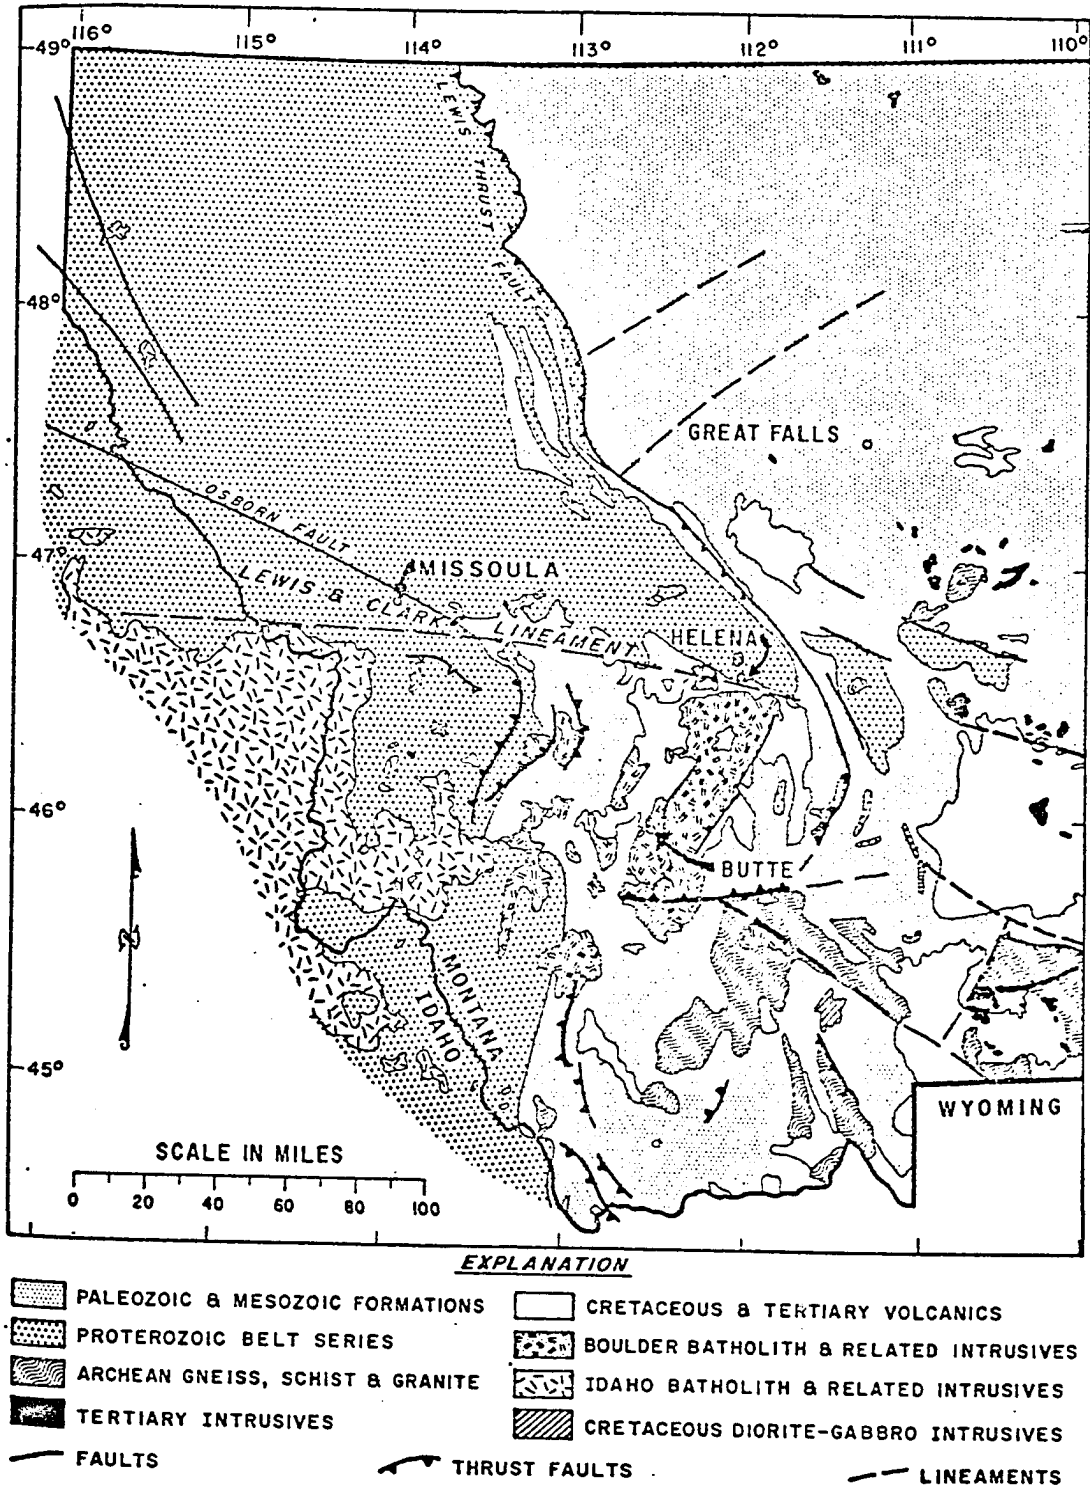 116° 115° 114° 113° 112° 111° 110°
49°
LEWIS THRUST FAULT
48°
GREAT FALLS
OSBORN FAULT
47°
MISSOULA
LEWIS & CLARK LINEAMENT
HELENA
46°
BUTTE
N
MONTANA
IDAHO
45°
WYOMING
SCALE IN MILES
0 20 40 60 80 100
EXPLANATION
PALEOZOIC & MESOZOIC FORMATIONS
PROTEROZOIC BELT SERIES
ARCHEAN GNEISS, SCHIST & GRANITE
TERTIARY INTRUSIVES
CRETACEOUS & TERTIARY VOLCANICS
BOULDER BATHOLITH & RELATED INTRUSIVES
IDAHO BATHOLITH & RELATED INTRUSIVES
CRETACEOUS DIORITE-GABBRO INTRUSIVES
FAULTS
THRUST FAULTS
LINEAMENTS